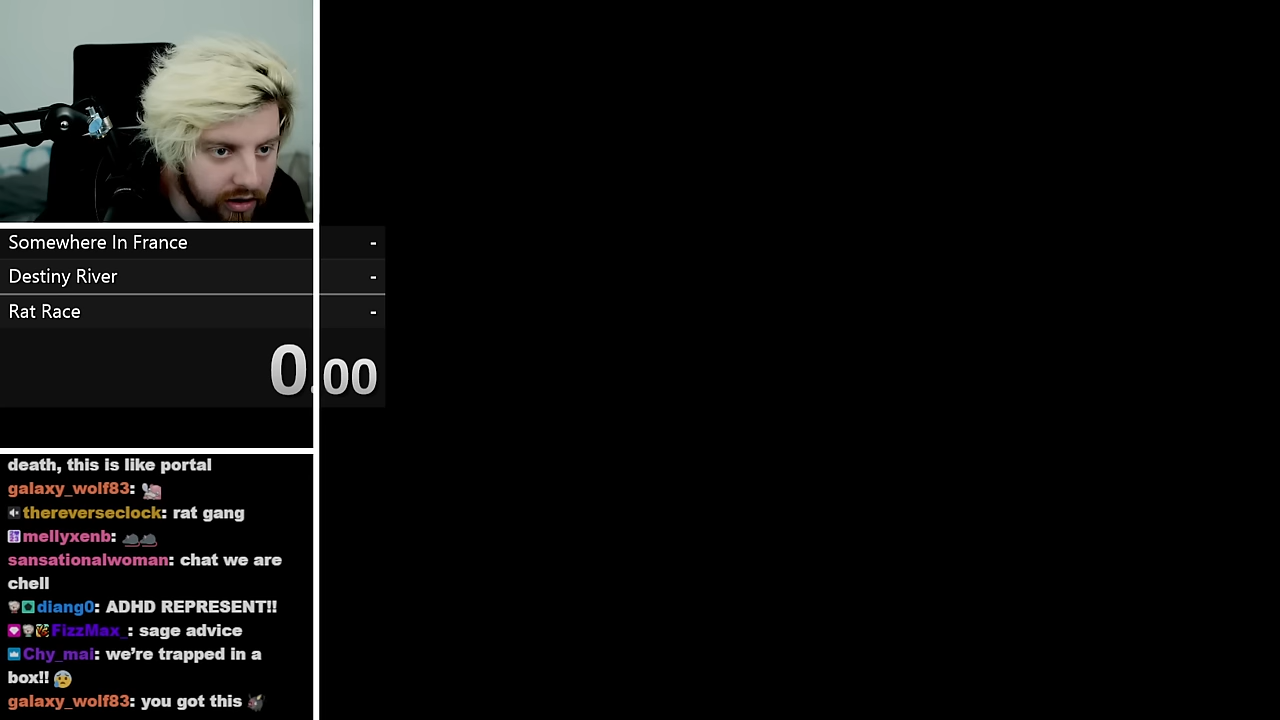 Somewhere In France -
Destiny River -
Rat Race -
0.00
death, this is like portal
galaxy_wolf83:
thereverseclock: rat gang
mellyxenb:
sansationalwoman: chat we are
chell
diang0: ADHD REPRESENT!!
FizzMax_: sage advice
Chy_mai: we're trapped in a
box!!
galaxy_wolf83: you got this